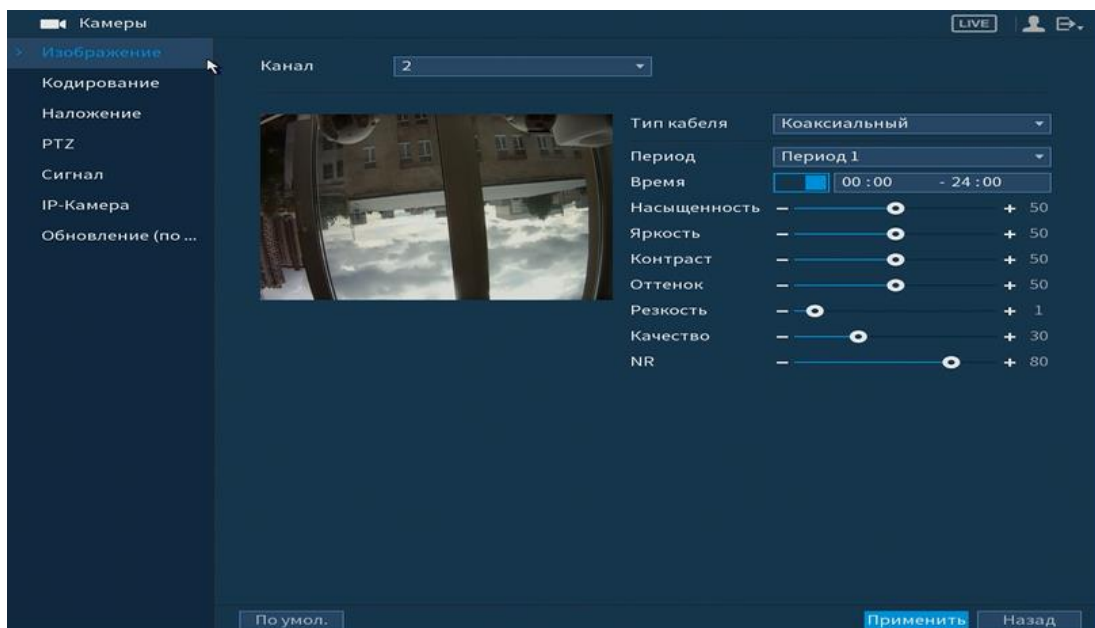 Камеры
LIVE
Изображение
Кодирование
Наложение
PTZ
Сигнал
IP-Камера
Обновление (по ...
Канал 2
Тип кабеля Коаксиальный
Период Период 1
Время 00 : 00 - 24 : 00
Насыщенность - + 50
Яркость - + 50
Контраст - + 50
Оттенок - + 50
Резкость - + 1
Качество - + 30
NR - + 80
По умол. Применить Назад